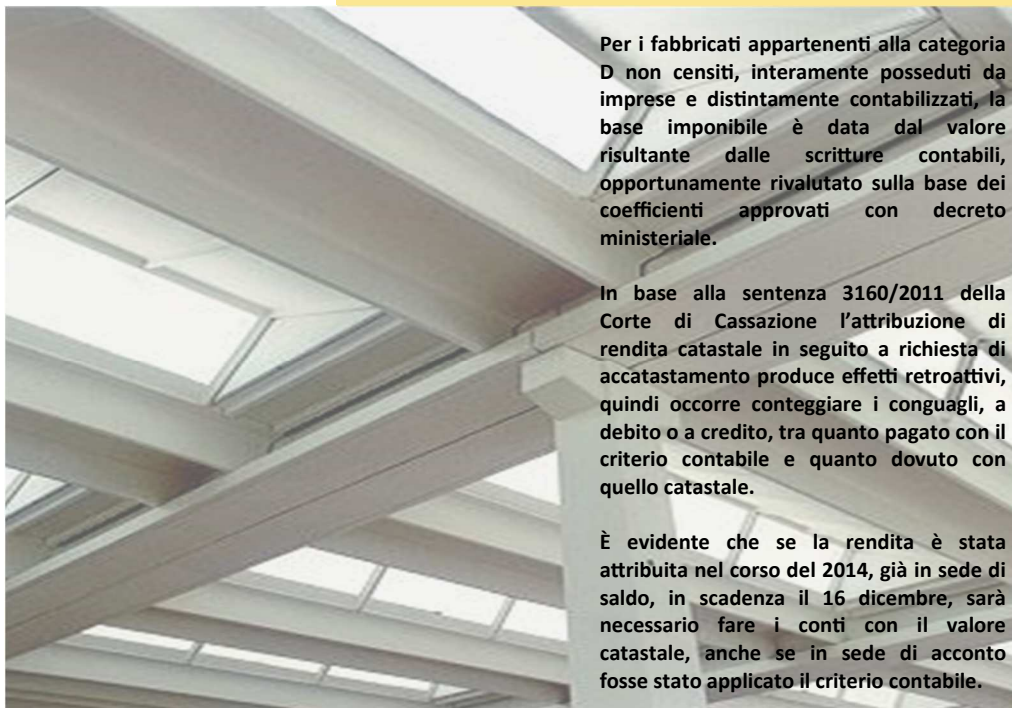 Per i fabbricati appartenenti alla categoria
D non censiti, interamente posseduti da
imprese e distintamente contabilizzati, la
base imponibile è data dal valore
risultante dalle scritture contabili,
opportunamente rivalutato sulla base dei
coefficienti approvati con decreto
ministeriale.
In base alla sentenza 3160/2011 della
Corte di Cassazione l’attribuzione di
rendita catastale in seguito a richiesta di
accatastamento produce effetti retroattivi,
quindi occorre conteggiare i conguagli, a
debito o a credito, tra quanto pagato con il
criterio contabile e quanto dovuto con
quello catastale.
È evidente che se la rendita è stata
attribuita nel corso del 2014, già in sede di
saldo, in scadenza il 16 dicembre, sarà
necessario fare i conti con il valore
catastale, anche se in sede di acconto
fosse stato applicato il criterio contabile.